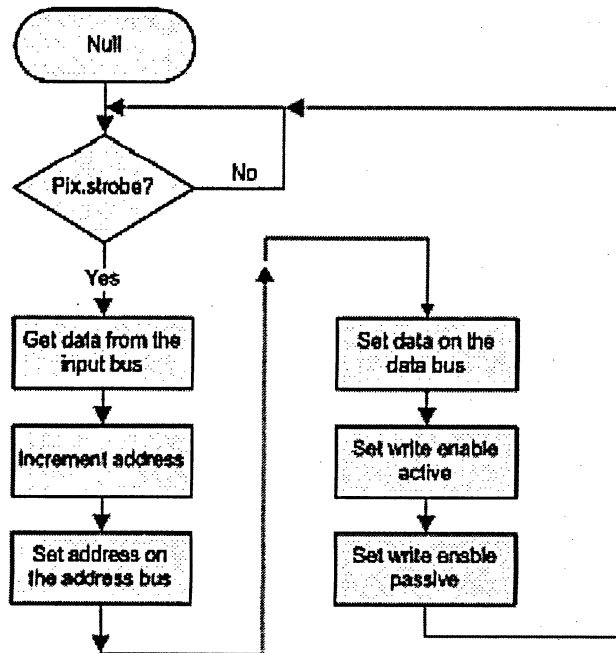 Null
Pix.strobe?
No
Yes
Get data from the
input bus
Increment address
Set address on
the address bus
Set data on the
data bus
Set write enable
active
Set write enable
passive